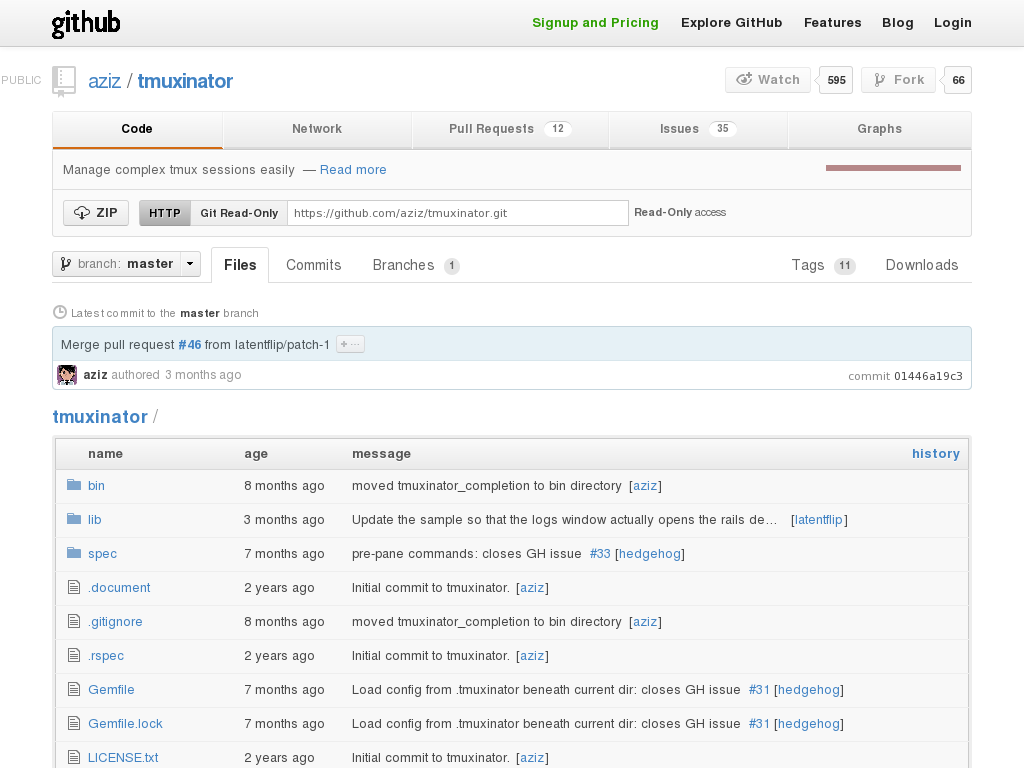 github
Signup and Pricing Explore GitHub Features Blog Login
PUBLIC aziz / tmuxinator Watch 595 Fork 66
Code Network Pull Requests 12 Issues 35 Graphs
Manage complex tmux sessions easily — Read more
ZIP HTTP Git Read-Only https://github.com/aziz/tmuxinator.git Read-Only access
branch: master Files Commits Branches 1 Tags 11 Downloads
Latest commit to the master branch
Merge pull request #46 from latentflip/patch-1 + ...
aziz authored 3 months ago commit 01446a19c3
tmuxinator /
name age message history
bin 8 months ago moved tmuxinator_completion to bin directory [aziz]
lib 3 months ago Update the sample so that the logs window actually opens the rails de... [latentflip]
spec 7 months ago pre-pane commands: closes GH issue #33 [hedgehog]
.document 2 years ago Initial commit to tmuxinator. [aziz]
.gitignore 8 months ago moved tmuxinator_completion to bin directory [aziz]
.rspec 2 years ago Initial commit to tmuxinator. [aziz]
Gemfile 7 months ago Load config from .tmuxinator beneath current dir: closes GH issue #31 [hedgehog]
Gemfile.lock 7 months ago Load config from .tmuxinator beneath current dir: closes GH issue #31 [hedgehog]
LICENSE.txt 2 years ago Initial commit to tmuxinator. [aziz]